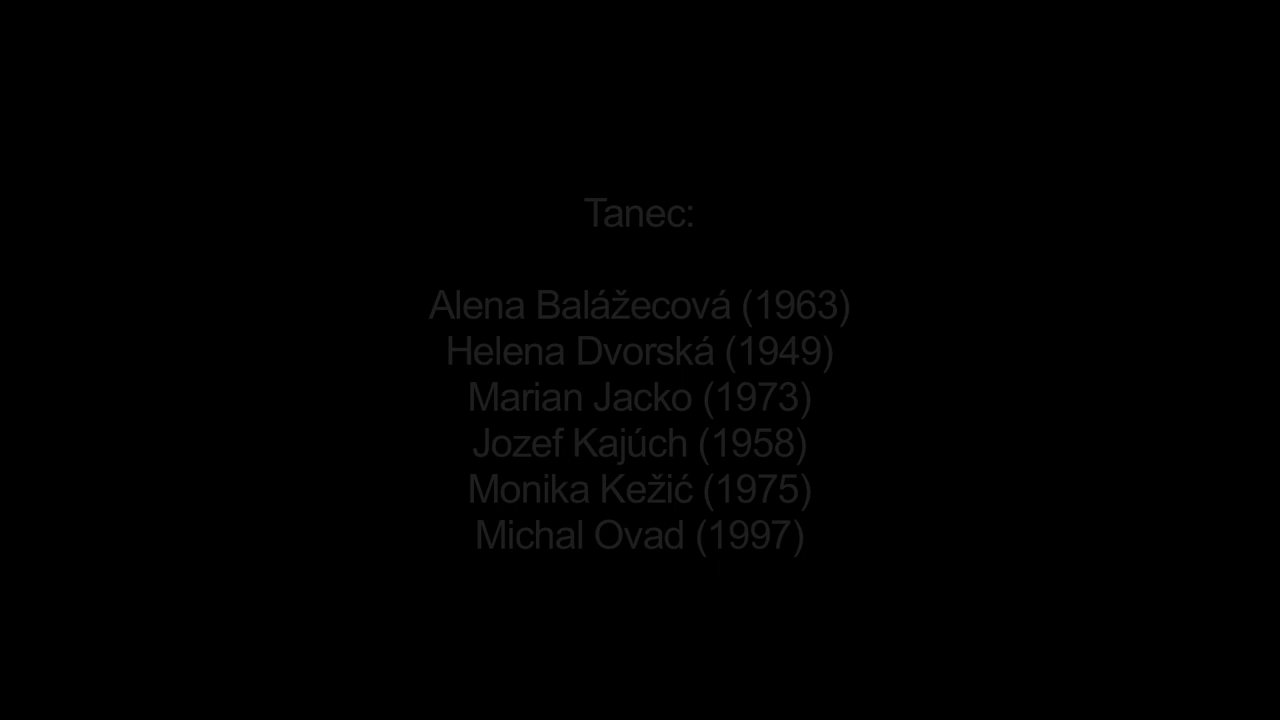 Tanec:
Alena Balážecová (1963)
Helena Dvorská (1949)
Marian Jacko (1973)
Jozef Kajúch (1958)
Monika Kežić (1975)
Michal Ovad (1997)